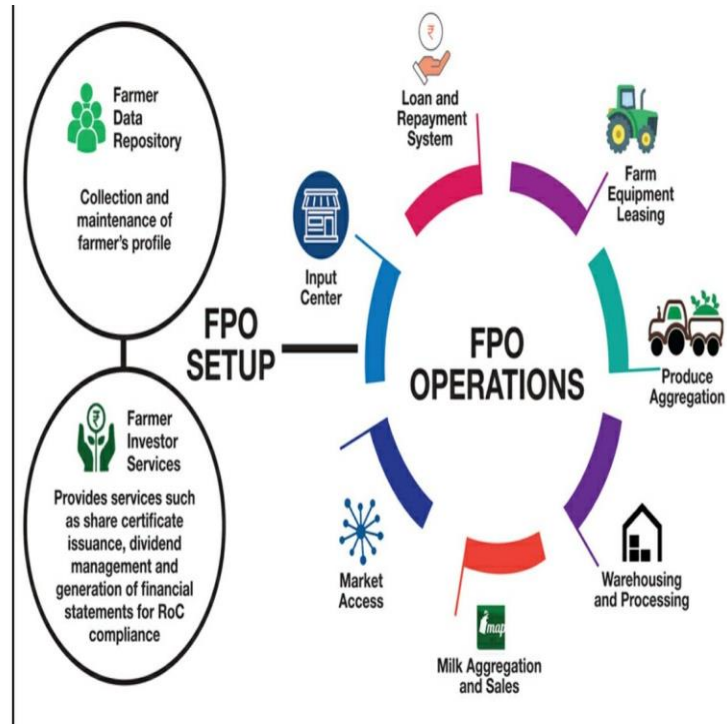 Farmer
Data
Repository
Collection and
maintenance of
farmer's profile
FPO
SETUP
Farmer
Investor
Services
Provides services such
as share certificate
issuance, dividend
management and
generation of financial
statements for RoC
compliance
FPO
OPERATIONS
₹
Loan and
Repayment
System
Farm
Equipment
Leasing
Produce
Aggregation
Warehousing
and Processing
map
Milk Aggregation
and Sales
Market
Access
Input
Center
₹